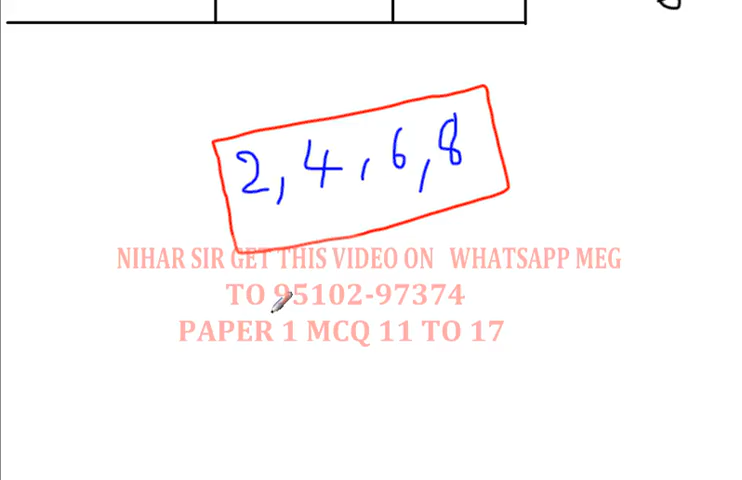 2, 4, 6, 8
NIHAR SIR GET THIS VIDEO ON WHATSAPP MEG
TO 95102-97374
PAPER 1 MCQ 11 TO 17